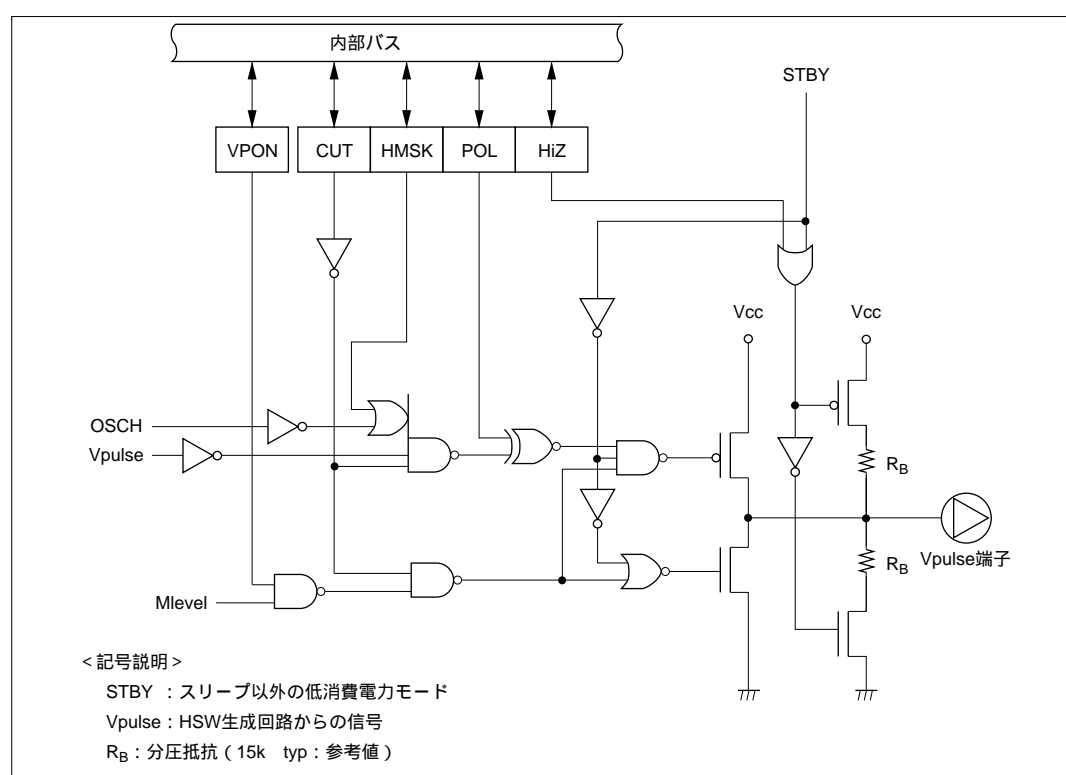 内部バス
STBY
VPON CUT HMSK POL HiZ
Vcc Vcc
OSCH
Vpulse
RB
Vpulse端子
RB
Mlevel
<記号説明>
STBY :スリープ以外の低消費電力モード
Vpulse:HSW生成回路からの信号
RB:分圧抵抗(15k typ:参考値)